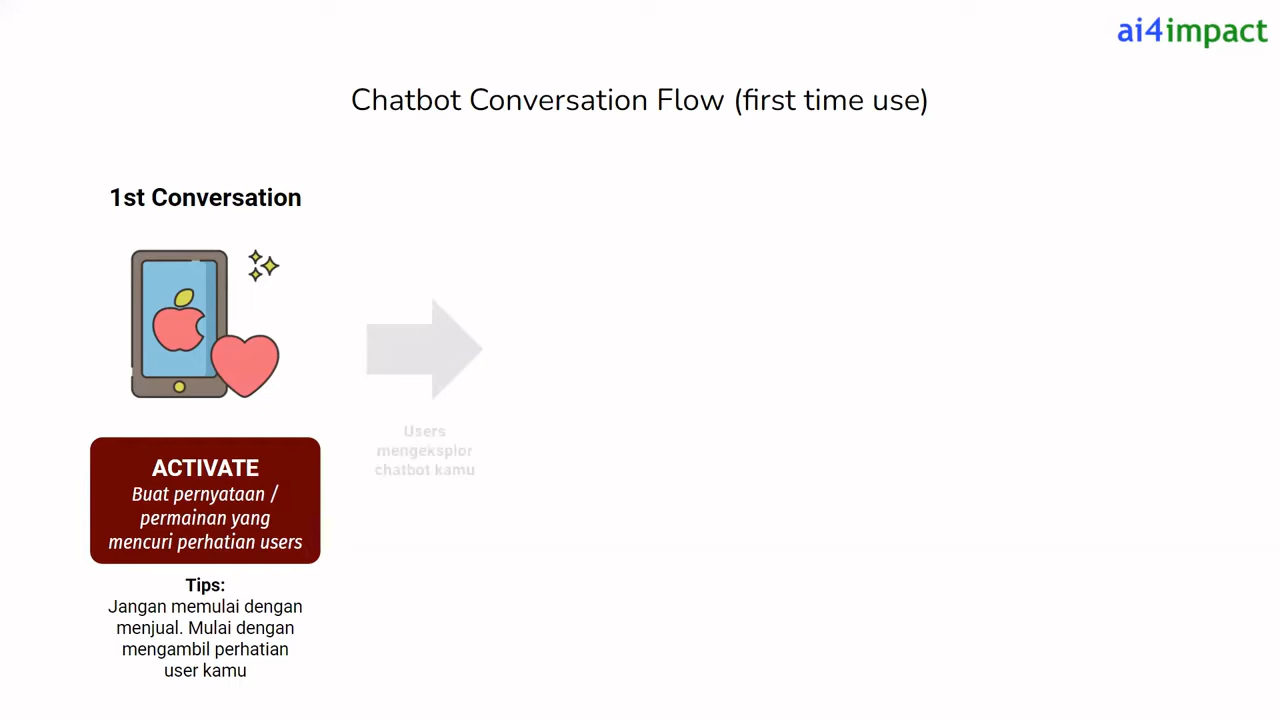 ai4impact
Chatbot Conversation Flow (first time use)
1st Conversation
ACTIVATE
Buat pernyataan /
permainan yang
mencuri perhatian users
Tips:
Jangan memulai dengan
menjual. Mulai dengan
mengambil perhatian
user kamu
Users
mengeksplor
chatbot kamu